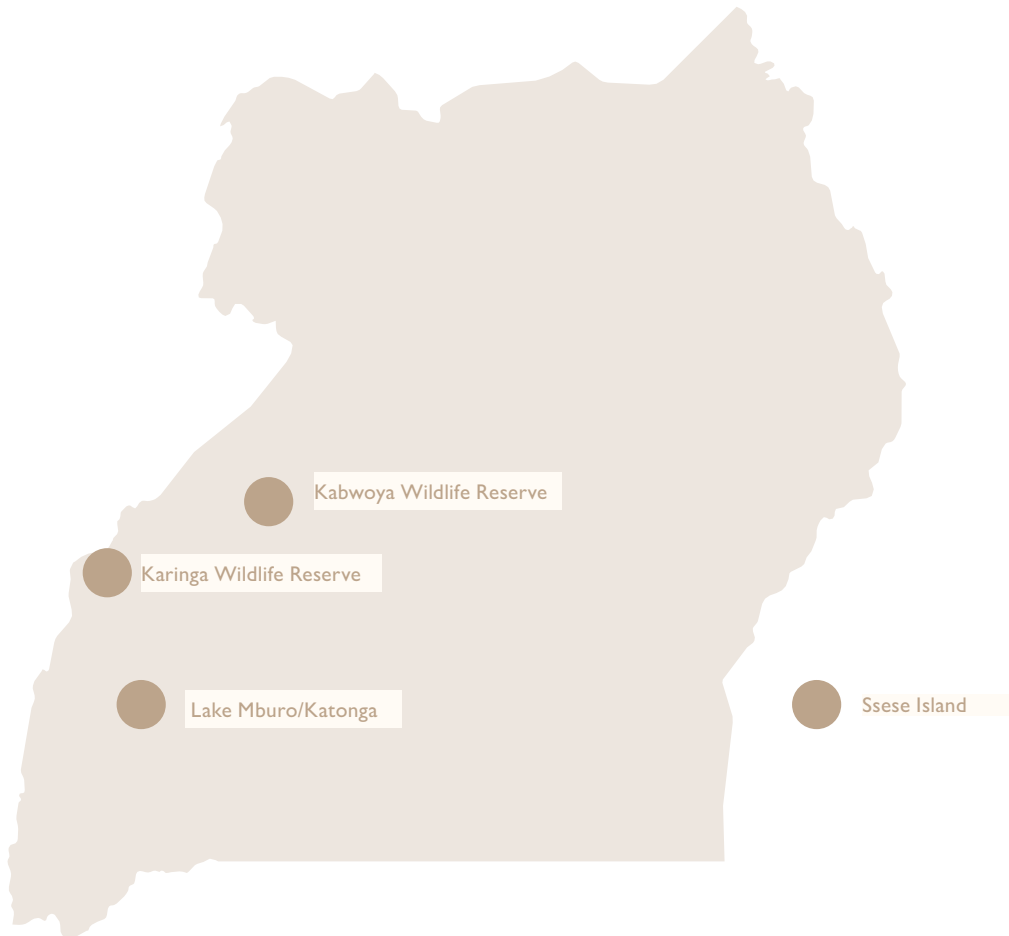 Kabwoya Wildlife Reserve
Karinga Wildlife Reserve
Lake Mburo/Katonga
Ssese Island